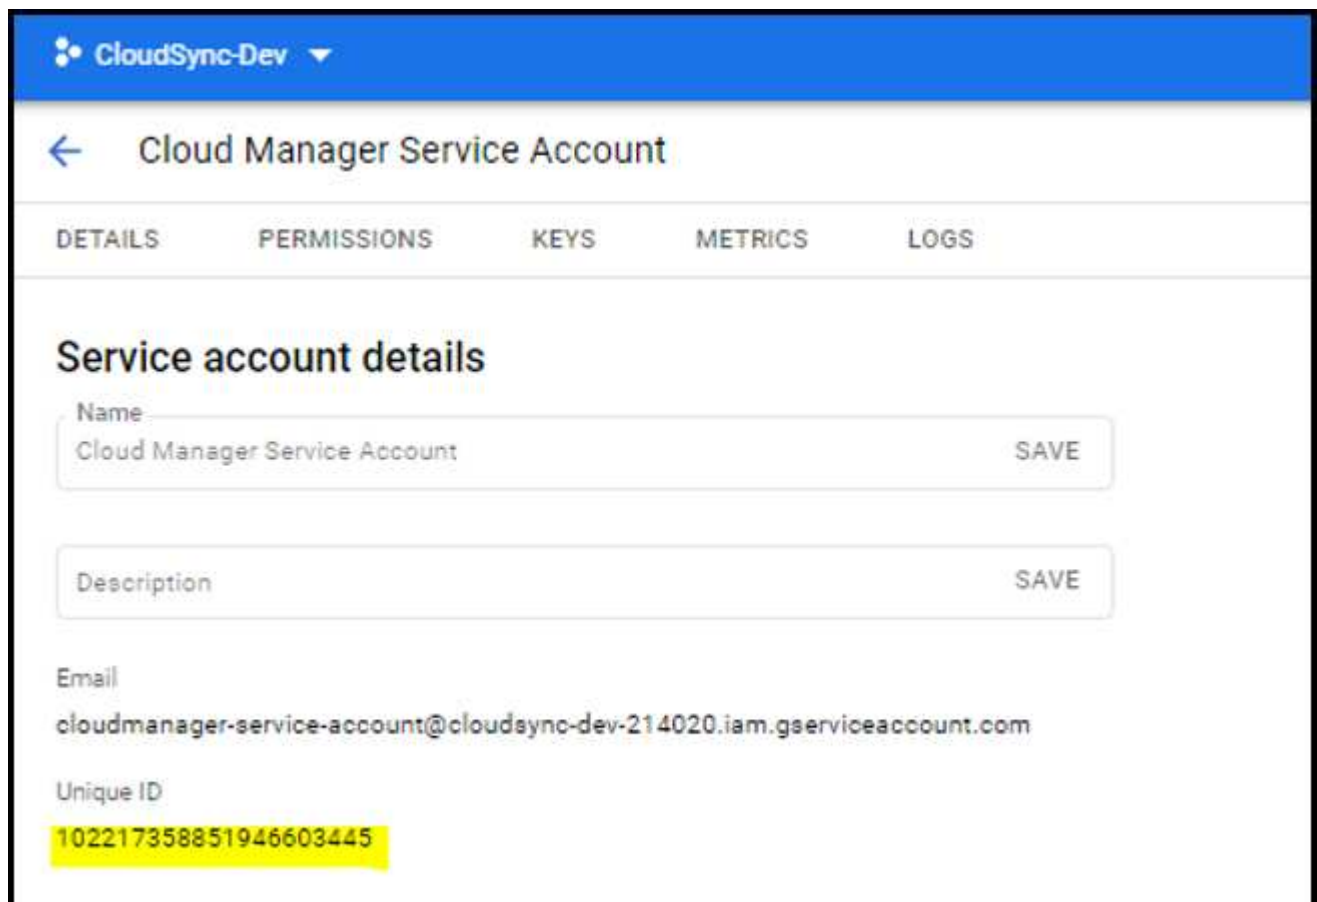 CloudSync-Dev
Cloud Manager Service Account
DETAILS PERMISSIONS KEYS METRICS LOGS
Service account details
Name
Cloud Manager Service Account SAVE
Description SAVE
Email
cloudmanager-service-account@cloudsync-dev-214020.iam.gserviceaccount.com
Unique ID
102217358851946603445